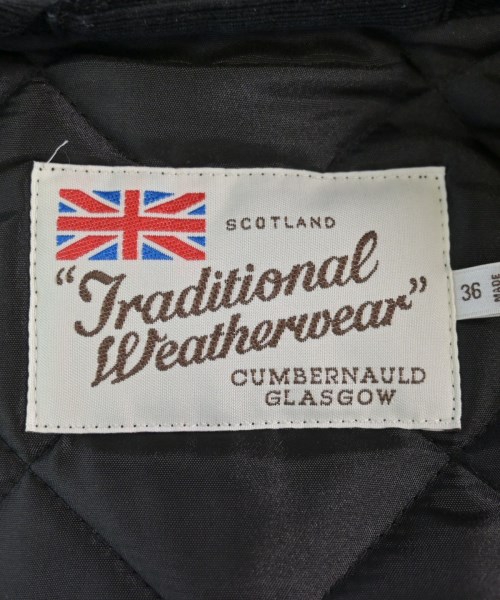 SCOTLAND
"Traditional
Weatherwear"
CUMBERNAULD
GLASGOW
36
MADE